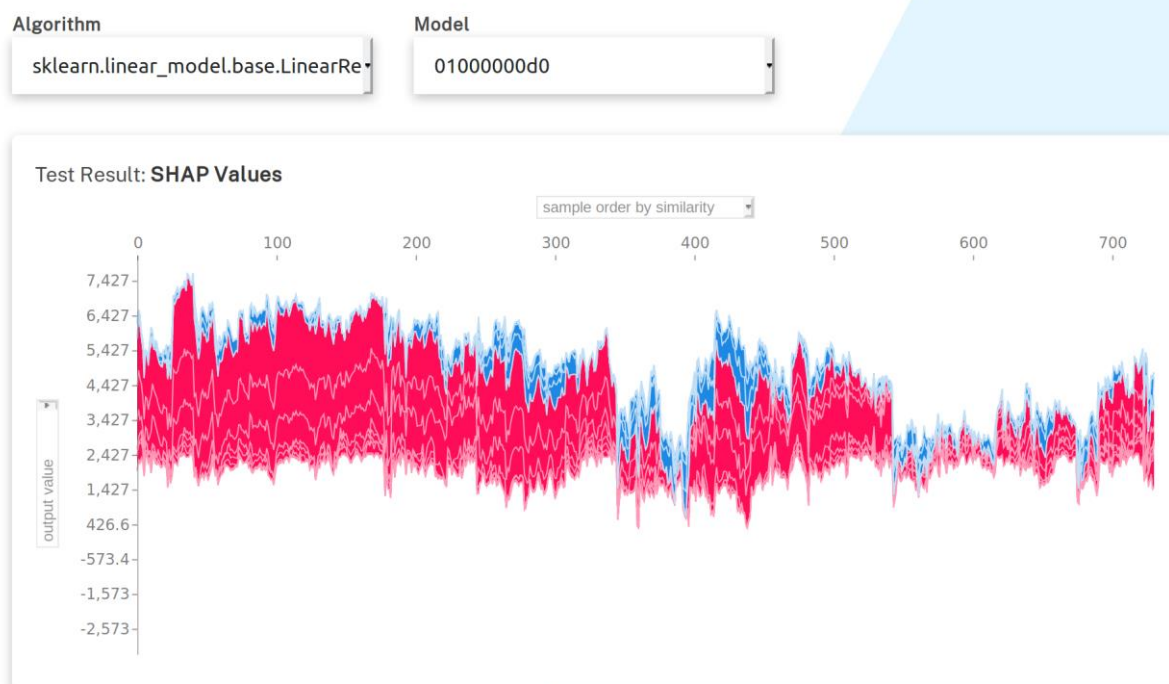 Algorithm
Model
sklearn.linear_model.base.LinearRe
01000000d0
Test Result: SHAP Values
sample order by similarity
0 100 200 300 400 500 600 700
7,427
6,427
5,427
4,427
3,427
2,427
1,427
426.6
-573.4
-1,573
-2,573
output value